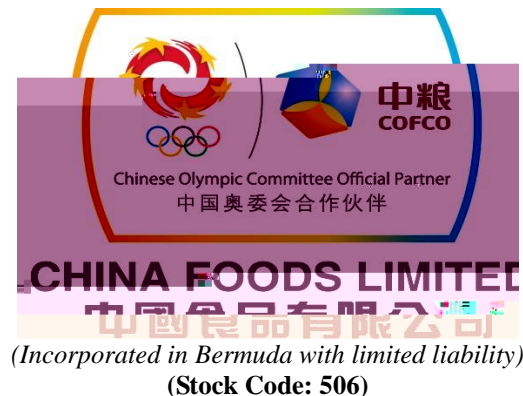 中粮
COFCO
Chinese Olympic Committee Official Partner
中国奥委会合作伙伴
CHINA FOODS LIMITED
中國食品有限公司
(Incorporated in Bermuda with limited liability)
(Stock Code: 506)